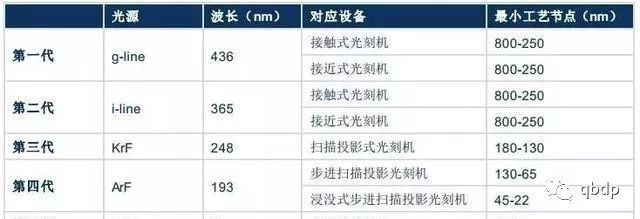 光源 波长（nm） 对应设备 最小工艺节点（nm）
第一代 g-line 436 接触式光刻机 800-250
接近式光刻机 800-250
第二代 i-line 365 接触式光刻机 800-250
接近式光刻机 800-250
第三代 KrF 248 扫描投影式光刻机 180-130
第四代 ArF 193 步进扫描投影光刻机 130-65
浸没式步进扫描投影光刻机 45-22
qbdp